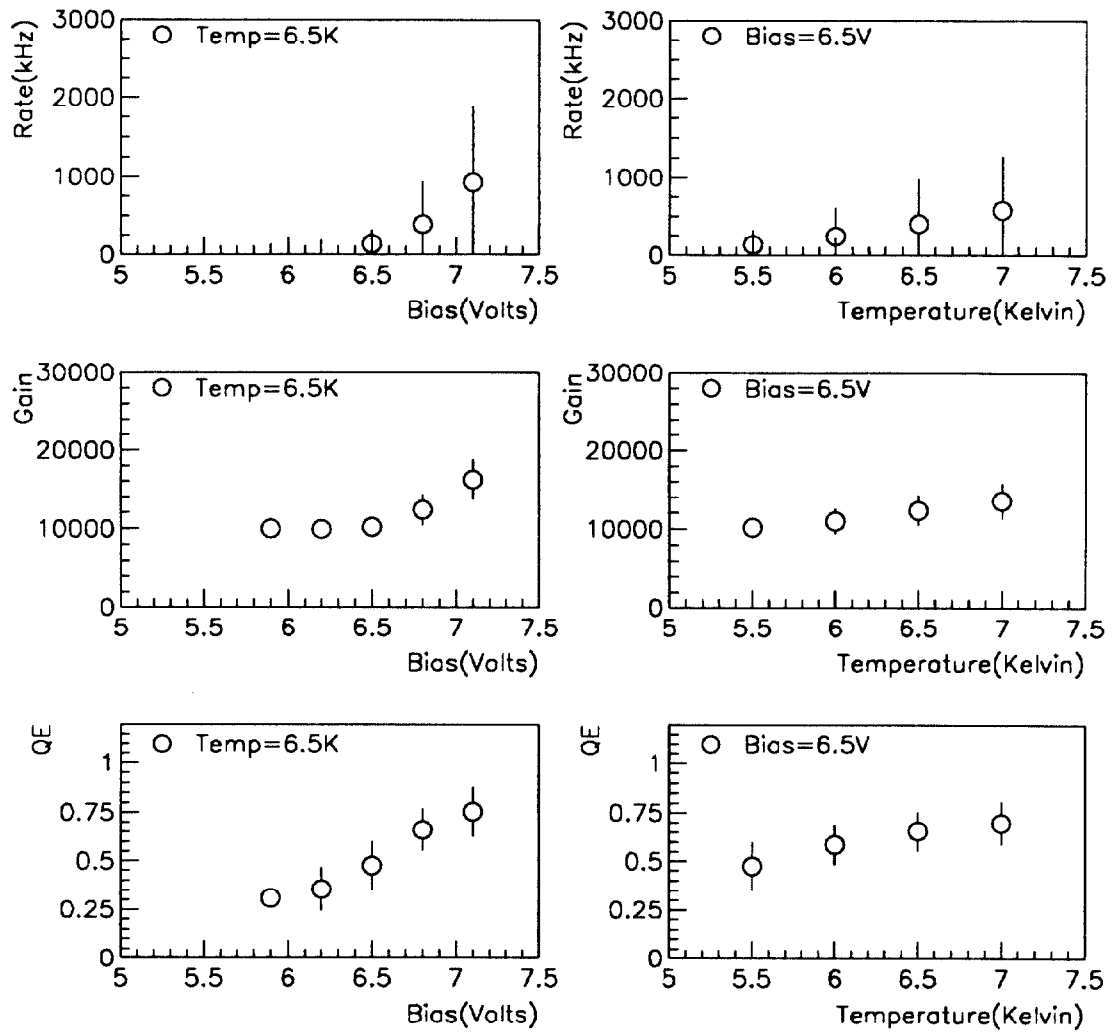 Rate(kHz)
3000
2000
1000
0
Temp=6.5K
5 5.5 6 6.5 7 7.5
Bias(Volts)
Rate(kHz)
3000
2000
1000
0
Bias=6.5V
5 5.5 6 6.5 7 7.5
Temperature(Kelvin)
Gain
30000
20000
10000
0
Temp=6.5K
5 5.5 6 6.5 7 7.5
Bias(Volts)
Gain
30000
20000
10000
0
Bias=6.5V
5 5.5 6 6.5 7 7.5
Temperature(Kelvin)
QE
1
0.75
0.5
0.25
0
Temp=6.5K
5 5.5 6 6.5 7 7.5
Bias(Volts)
QE
1
0.75
0.5
0.25
0
Bias=6.5V
5 5.5 6 6.5 7 7.5
Temperature(Kelvin)